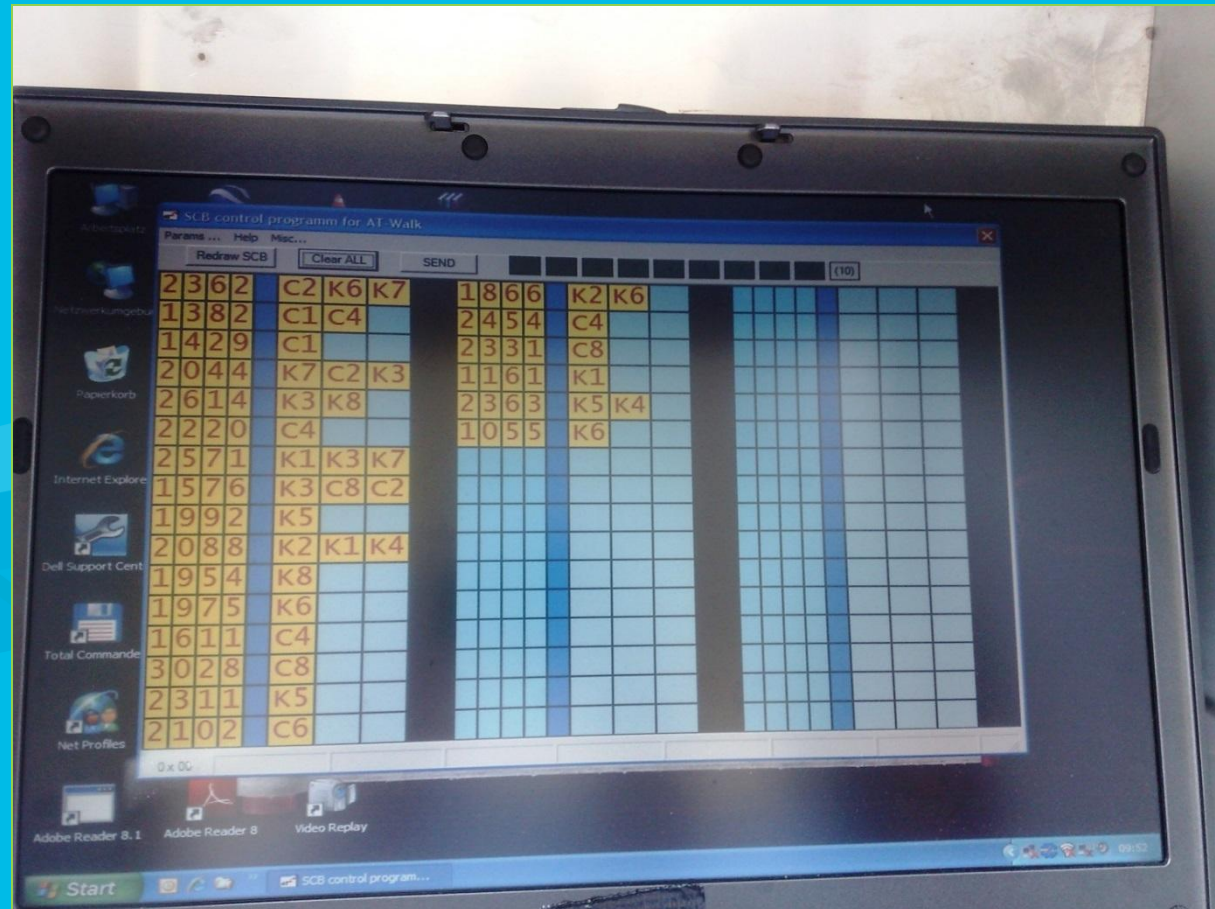 Arbeitsplatz
SCB control programm for AT-Walk
Params ... Help Misc...
Redraw SCB Clear ALL SEND (10)
2362 C2 K6 K7 1866 K2 K6
1382 C1 C4 2454 C4
1429 C1 2331 C8
2044 K7 C2 K3 1161 K1
2614 K3 K8 2363 K5 K4
2220 C4 1055 K6
2571 K1 K3 K7
1576 K3 C8 C2
1992 K5
2088 K2 K1 K4
1954 K8
1975 K6
1611 C4
3028 C8
2311 K5
2102 C6
Netzwerkumgebu
Papierkorb
Internet Explore
Dell Support Cent
Total Commande
Net Profiles
0x00
Adobe Reader 8.1 Adobe Reader 8 Video Replay
Start SCB control program... 09:52